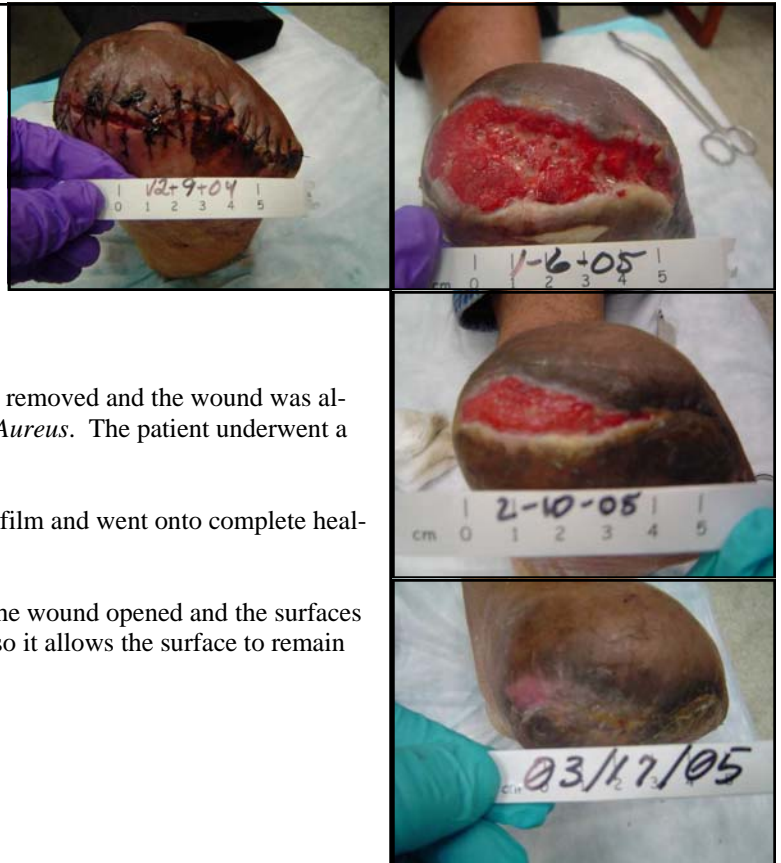 12-9-04
0 1 2 3 4 5
1-6-05
cm 0 1 2 3 4 5
removed and the wound was al-
Aureus. The patient underwent a
film and went onto complete heal-
he wound opened and the surfaces
so it allows the surface to remain
2-10-05
cm 0 1 2 3 4 5
03/17/05
cm